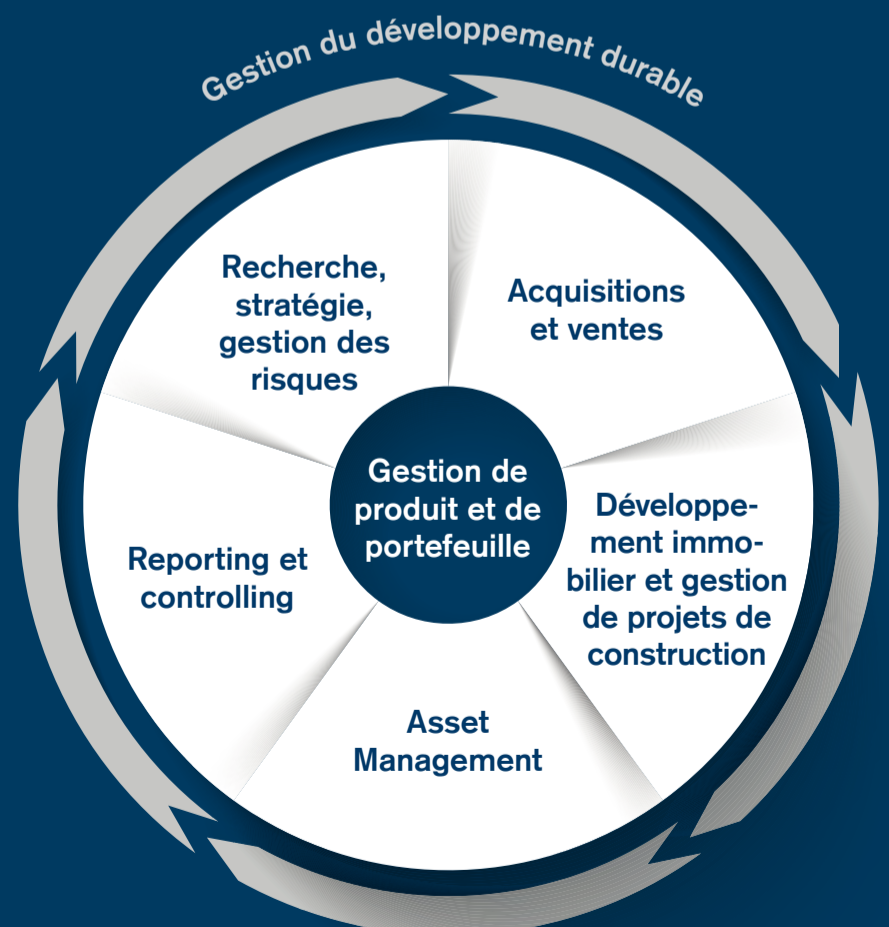 Gestion du développement durable
Recherche,
stratégie,
gestion des
risques
Acquisitions
et ventes
Gestion de
produit et de
portefeuille
Développe-
ment immo-
bilier et gestion
de projets de
construction
Reporting et
controlling
Asset
Management